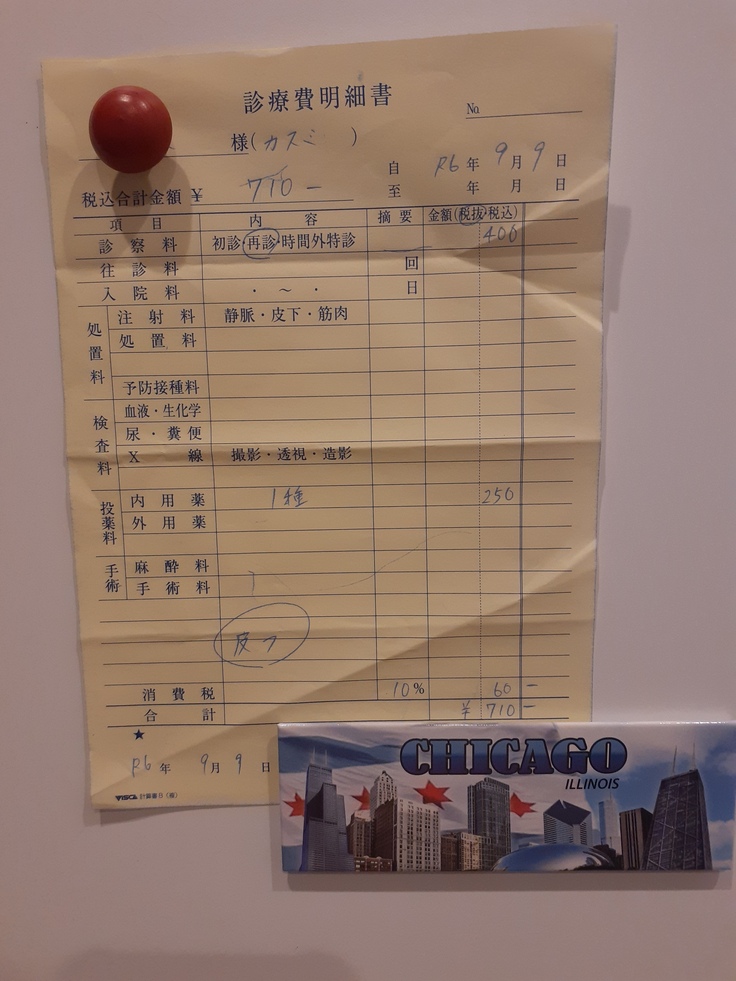 診療費明細書
No
様(カスミ )
自 R6年 9月 9日
至 年 月 日
税込合計金額 ¥ 710-
項目 内容 摘要 金額(税抜・税込)
診察料 初診・再診・時間外特診 400
往診料 回
入院料 ・ ~ ・ 日
処置料
注射料 静脈・皮下・筋肉
処置料
予防接種料
検査料
血液・生化学
尿・糞便
X線 撮影・透視・造影
投薬料
内用薬 1種 250
外用薬
手術
麻酔料
手術料
皮フ
消費税 10% 60-
合計 ¥710-
★
R6年 9月 9日
CHICAGO
ILLINOIS